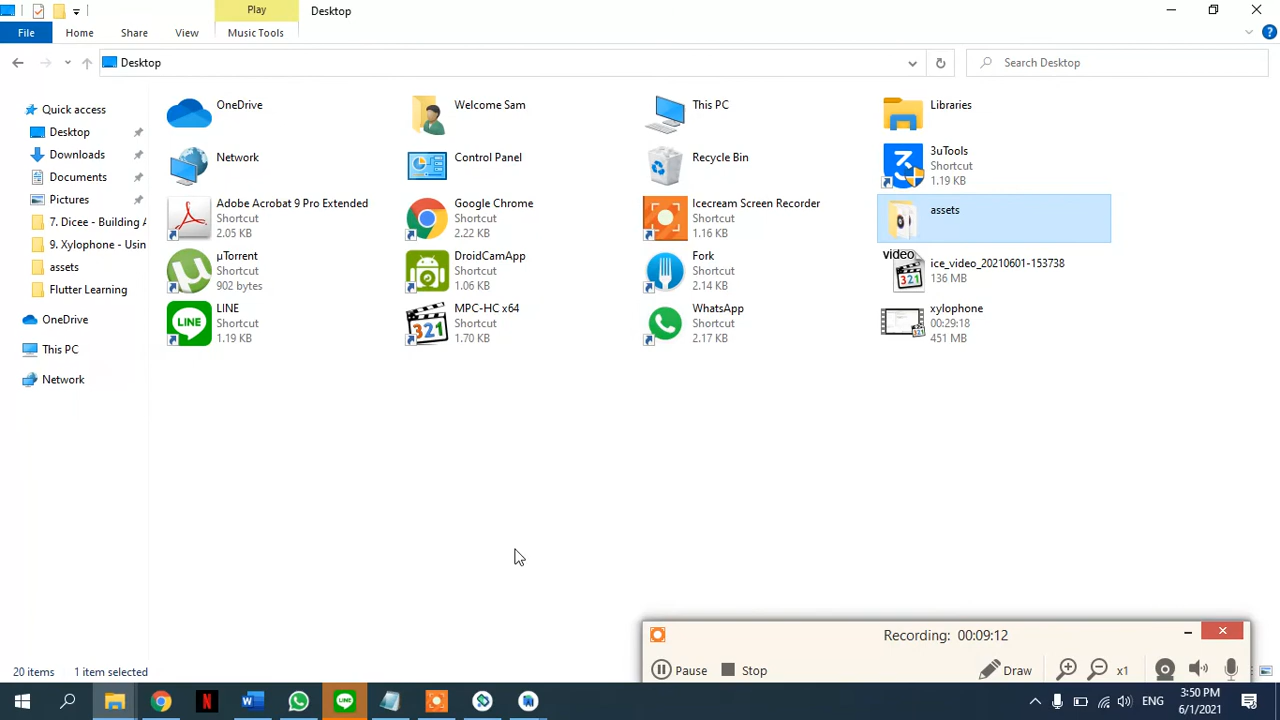 Play
Desktop
File
Home
Share
View
Music Tools
Desktop
Search Desktop
Quick access
Desktop
Downloads
Documents
Pictures
7. Dicee - Building A
9. Xylophone - Usin
assets
Flutter Learning
OneDrive
This PC
Network
OneDrive
Welcome Sam
This PC
Libraries
Network
Control Panel
Recycle Bin
3uTools
Shortcut
1.19 KB
Adobe Acrobat 9 Pro Extended
Shortcut
2.05 KB
Google Chrome
Shortcut
2.22 KB
Icecream Screen Recorder
Shortcut
1.16 KB
assets
µTorrent
Shortcut
902 bytes
DroidCamApp
Shortcut
1.06 KB
Fork
Shortcut
2.14 KB
video
321
ice_video_20210601-153738
136 MB
LINE
LINE
Shortcut
1.19 KB
321
MPC-HC x64
Shortcut
1.70 KB
WhatsApp
Shortcut
2.17 KB
xylophone
00:29:18
451 MB
Recording: 00:09:12
Pause
Stop
Draw
x1
20 items
1 item selected
ENG
3:50 PM
6/1/2021